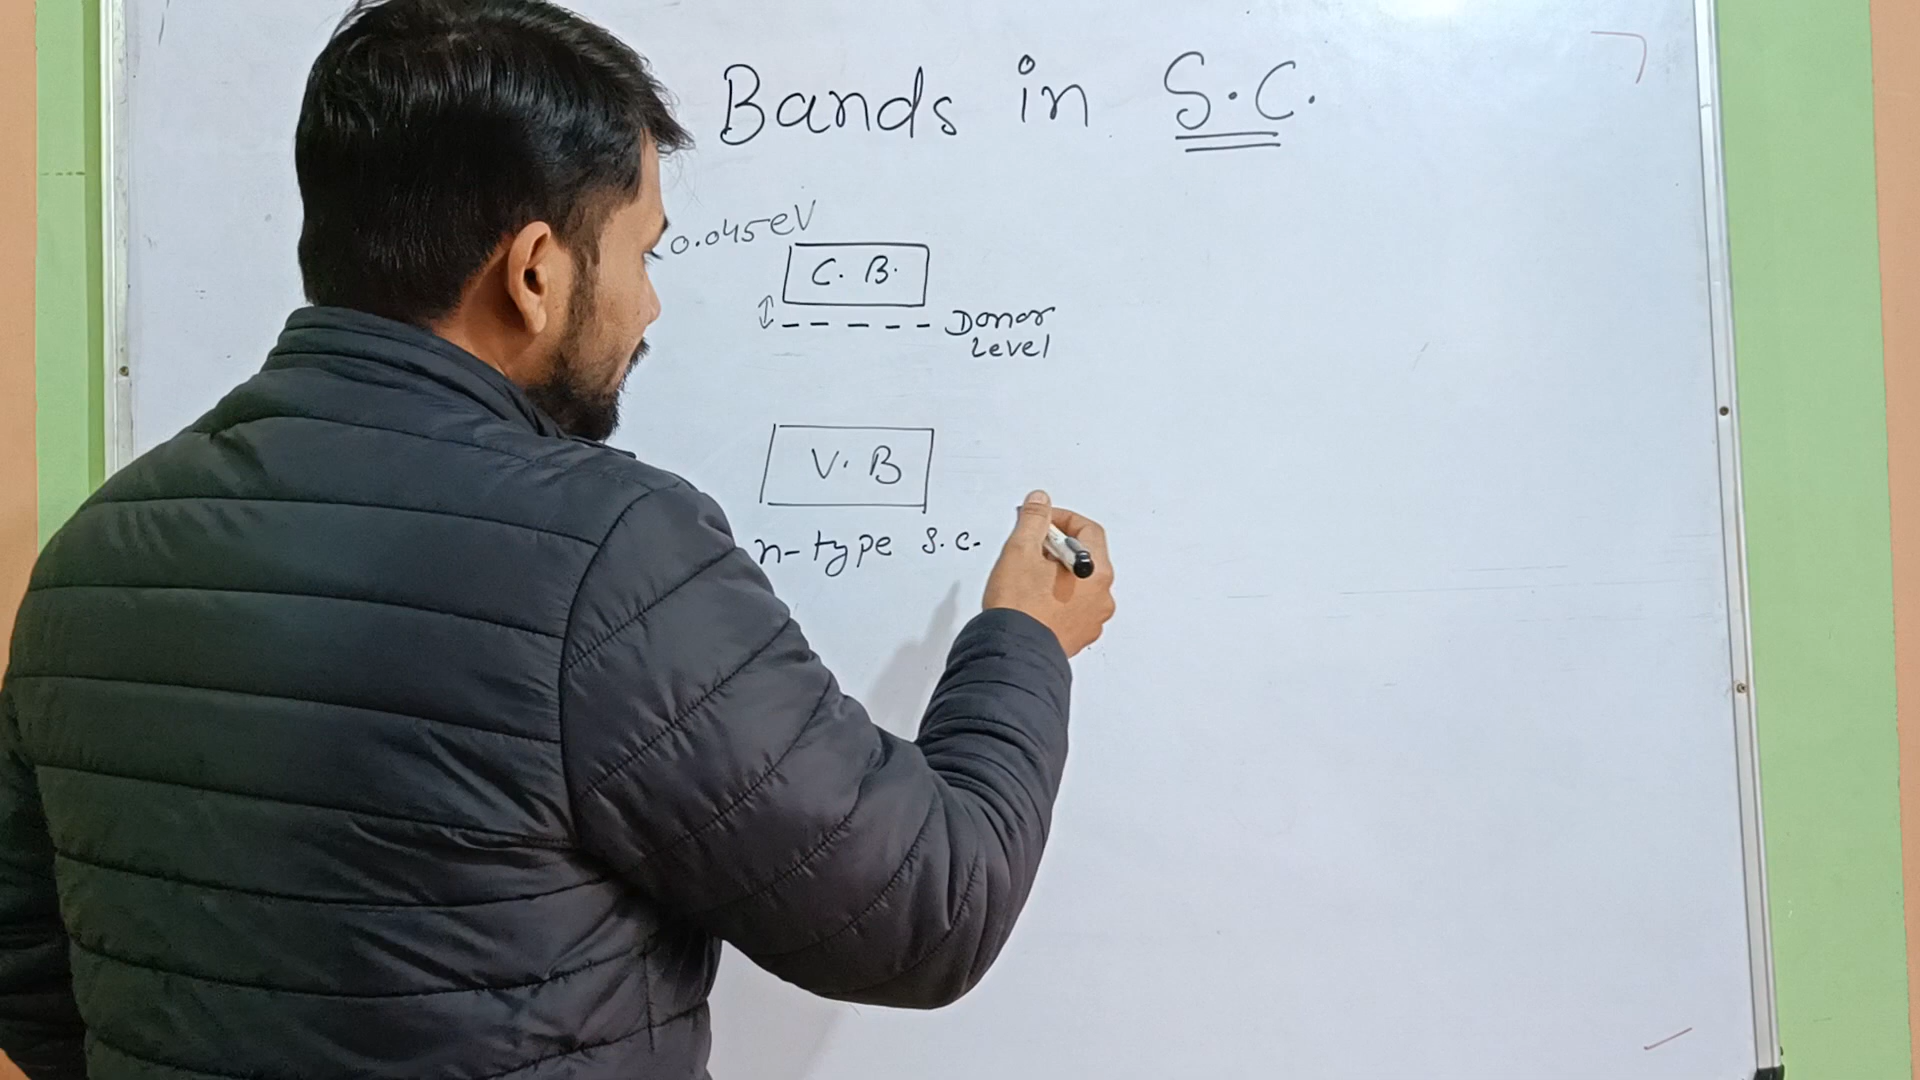 Bands in S.C.
0.045eV
C. B.
Donor
Level
V. B
n-type s.c.